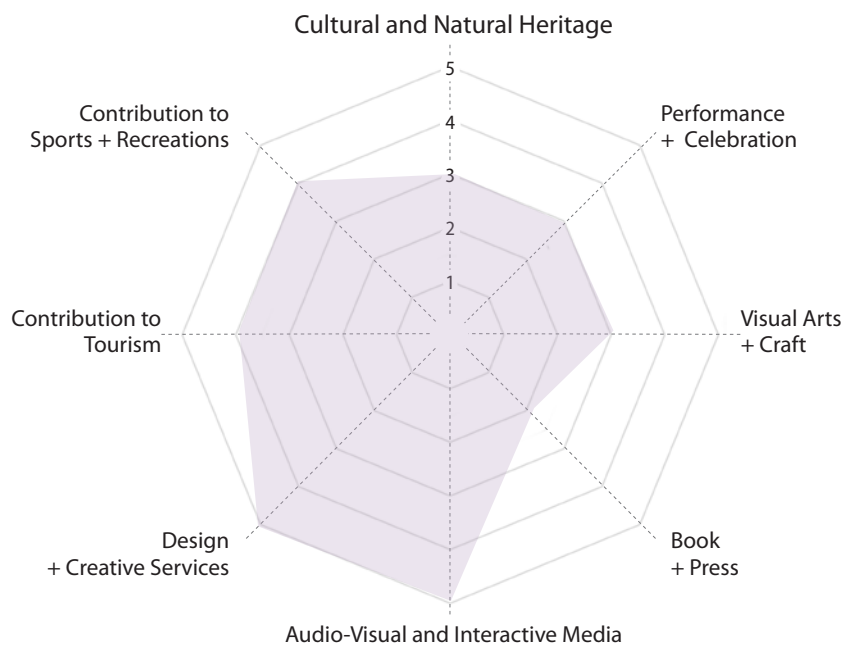 Cultural and Natural Heritage
5
4
3
2
1
Performance
+ Celebration
Visual Arts
+ Craft
Book
+ Press
Audio-Visual and Interactive Media
Design
+ Creative Services
Contribution to
Tourism
Contribution to
Sports + Recreations